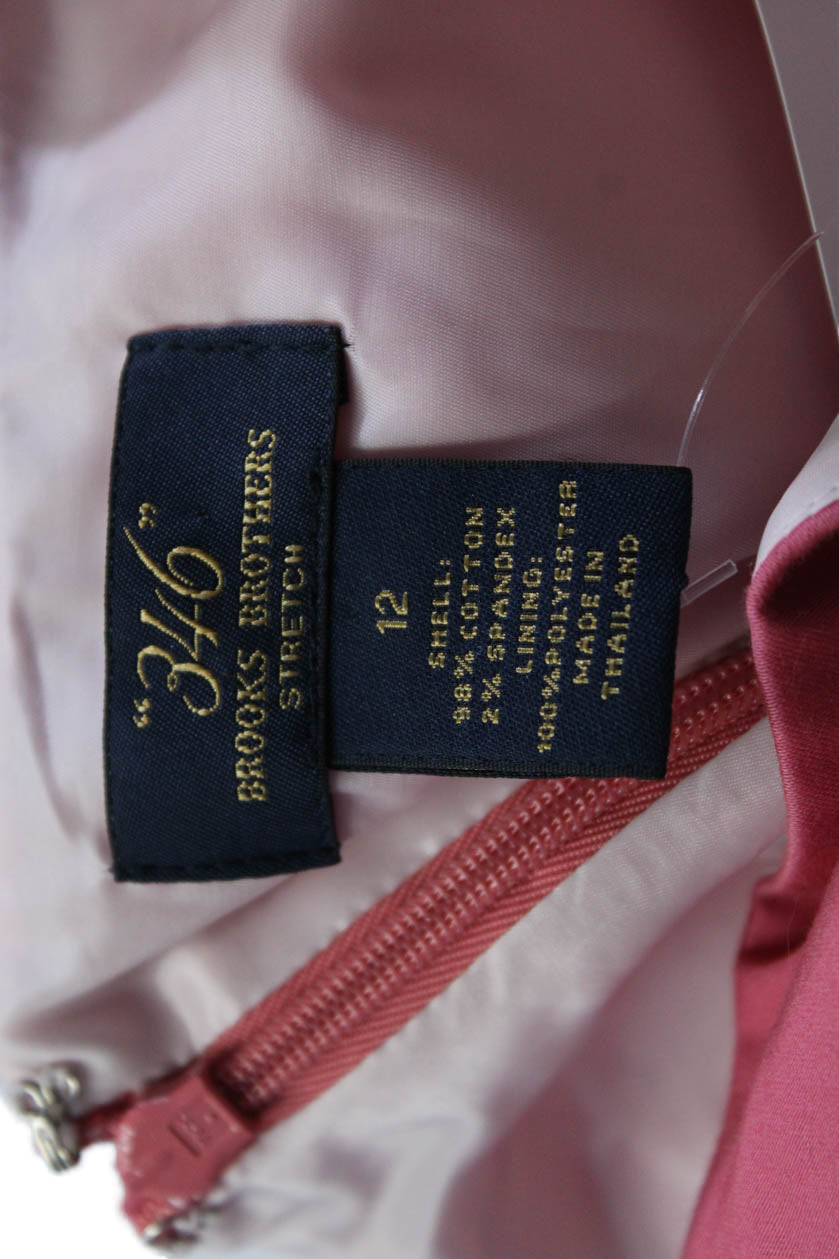 “346”
BROOKS BROTHERS
STRETCH
12
SHELL:
98% COTTON
2% SPANDEX
LINING:
100%POLYESTER
MADE IN
THAILAND